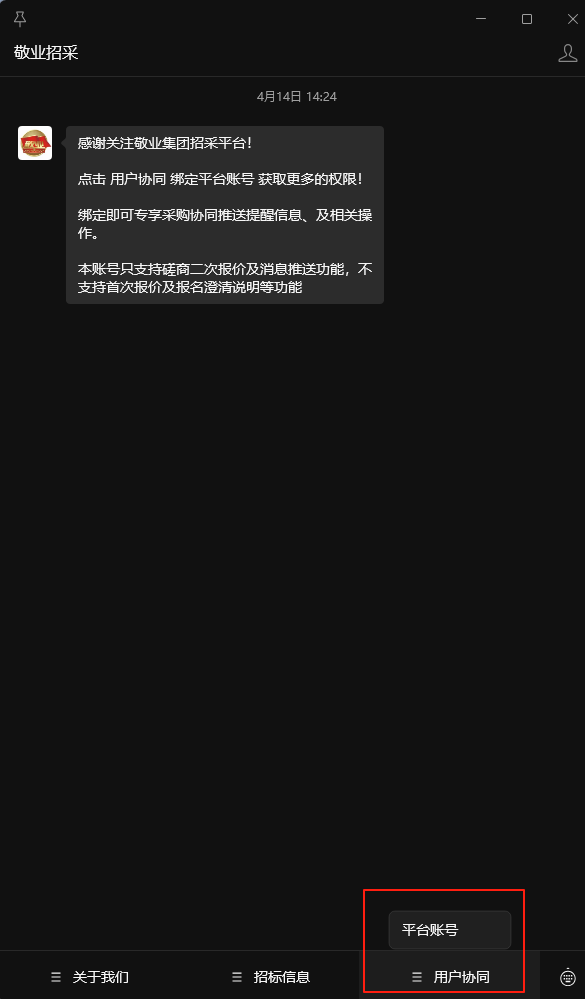 敬业招采
4月14日 14:24
感谢关注敬业集团招采平台！
点击 用户协同 绑定平台账号 获取更多的权限！
绑定即可专享采购协同推送提醒信息、及相关操
作。
本账号只支持磋商二次报价及消息推送功能，不
支持首次报价及报名澄清说明等功能
平台账号
关于我们
招标信息
用户协同